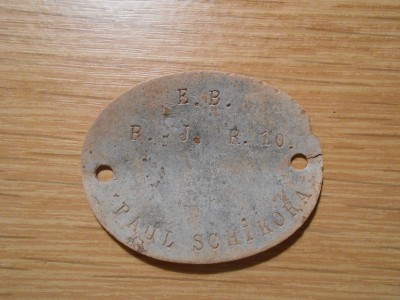 E.B.
R.-J. R.10.
PAUL SCHIKORA